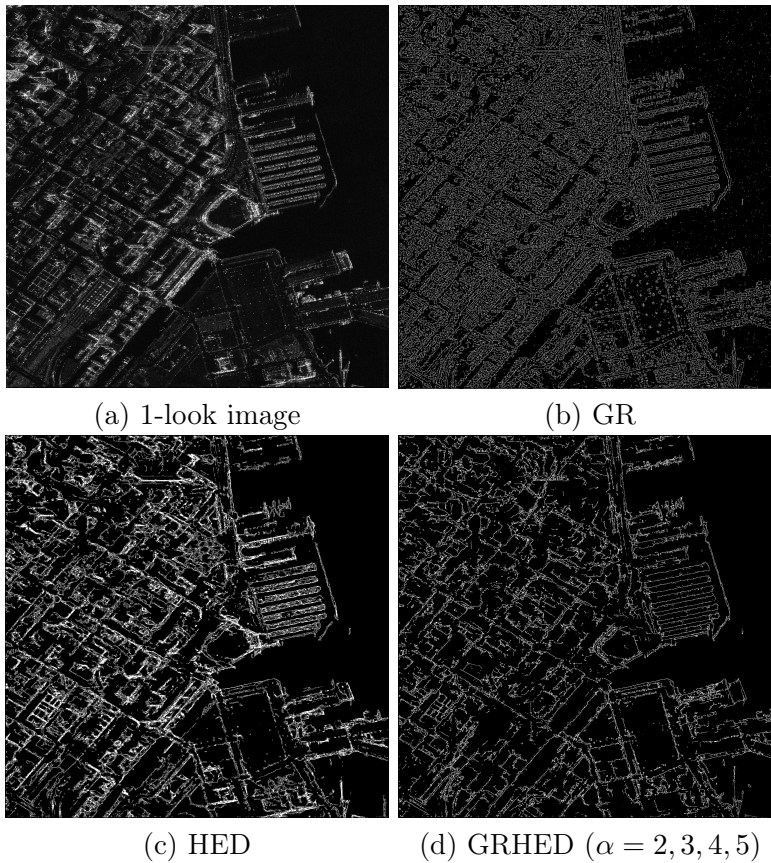 (a) 1-look image
(b) GR
(c) HED
(d) GRHED (α = 2, 3, 4, 5)